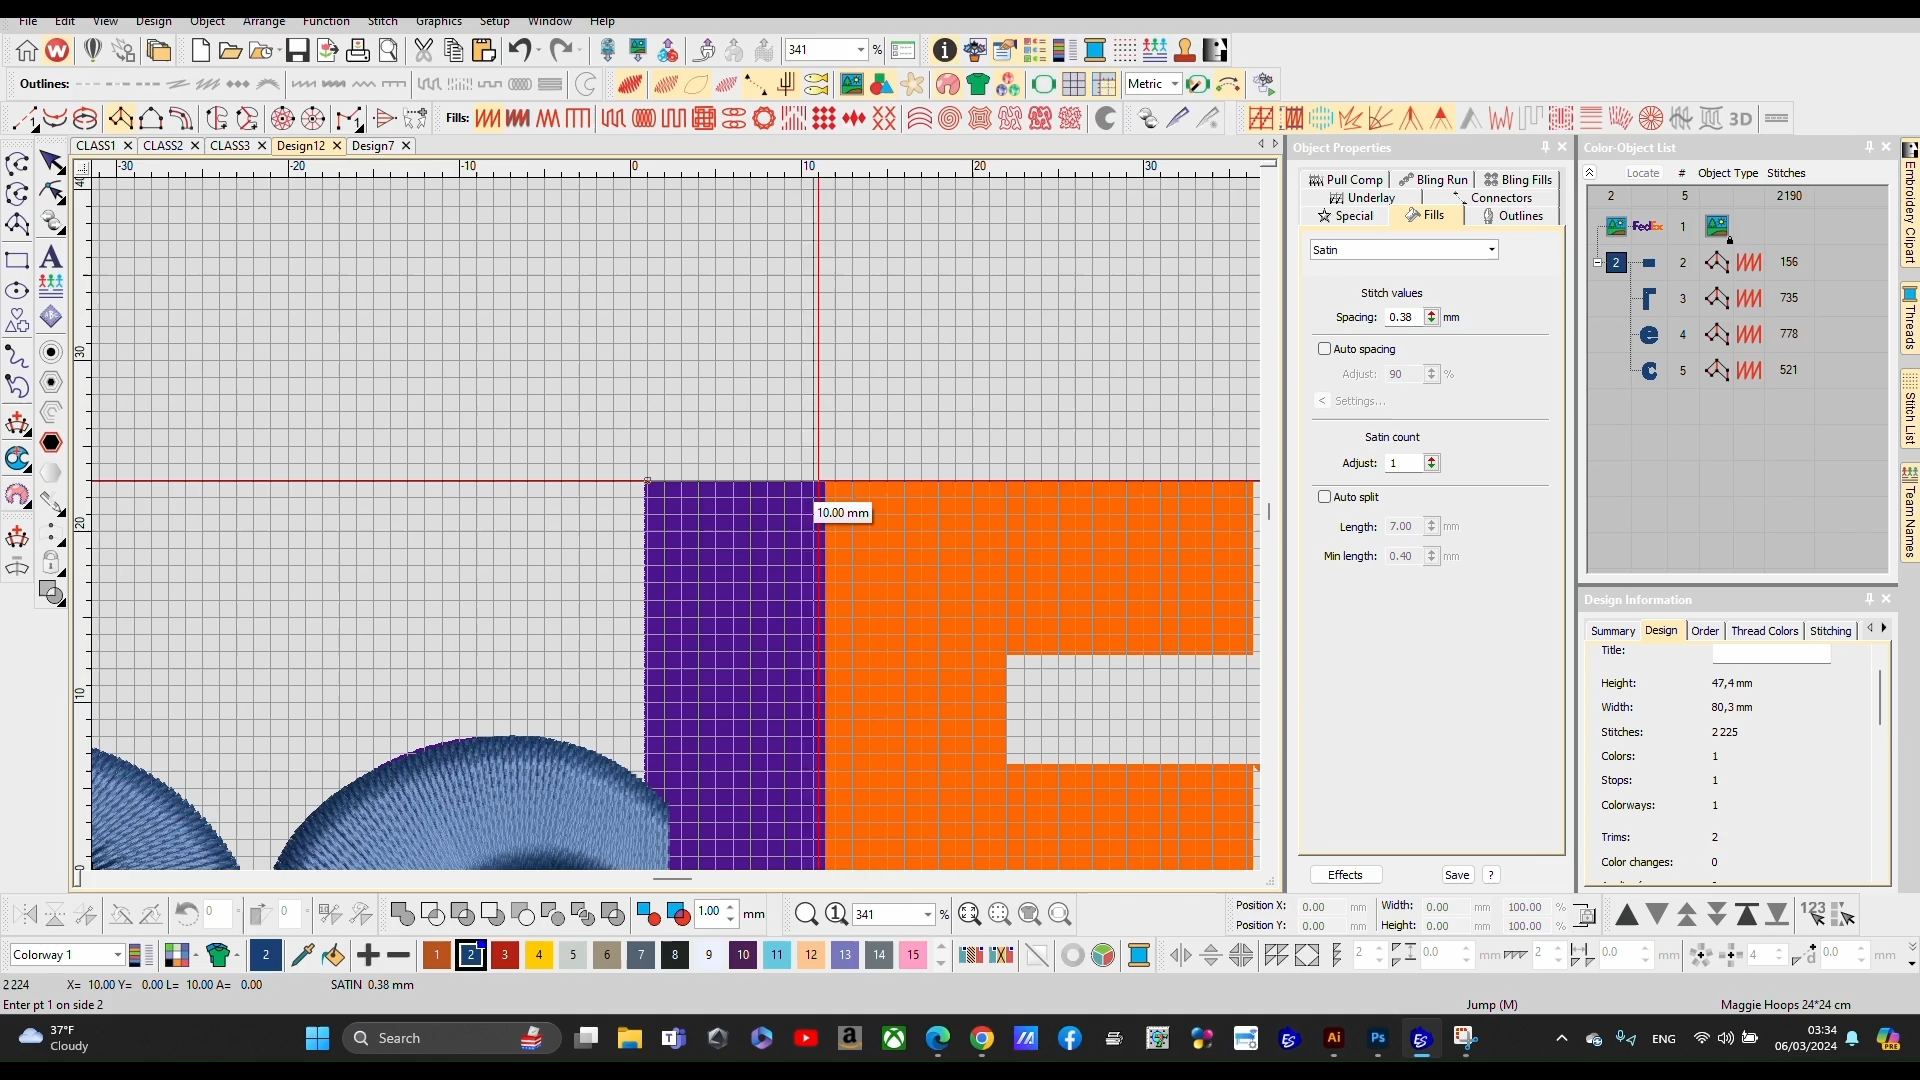 File Edit View Design Object Arrange Function Stitch Graphics Setup Window Help
341 %
Outlines: Metric
Fills: 3D
CLASS1 CLASS2 CLASS3 Design12 Design7
-30 -20 -10 0 10 20 30
40
30
20
10
0
10.00 mm
Object Properties
Pull Comp Bling Run Bling Fills
Underlay Connectors
Special Fills Outlines
Satin
Stitch values
Spacing: 0.38 mm
Auto spacing
Adjust: 90 %
< Settings...
Satin count
Adjust: 1
Auto split
Length: 7.00 mm
Min length: 0.40 mm
Effects Save ?
Color-Object List
Locate # Object Type Stitches
2 5 2190
FedEx 1
2 2 156
3 735
4 778
5 521
Embroidery Clipart
Threads
Stitch List
Team Names
Design Information
Summary Design Order Thread Colors Stitching
Title:
Height: 47,4 mm
Width: 80,3 mm
Stitches: 2 225
Colors: 1
Stops: 1
Colorways: 1
Trims: 2
Color changes: 0
0 0 1.00 mm 341 %
Position X: 0.00 mm Width: 0.00 mm 100.00 %
Position Y: 0.00 mm Height: 0.00 mm 100.00 %
123
Colorway 1 2 1 2 3 4 5 6 7 8 9 10 11 12 13 14 15 2 0.0 mm 2 0.0 mm 4 0.0 mm
2 224 X= 10.00 Y= 0.00 L= 10.00 A= 0.00 SATIN 0.38 mm
Enter pt 1 on side 2 Jump (M) Maggie Hoops 24*24 cm
37°F
Cloudy
Search
ENG
03:34
06/03/2024